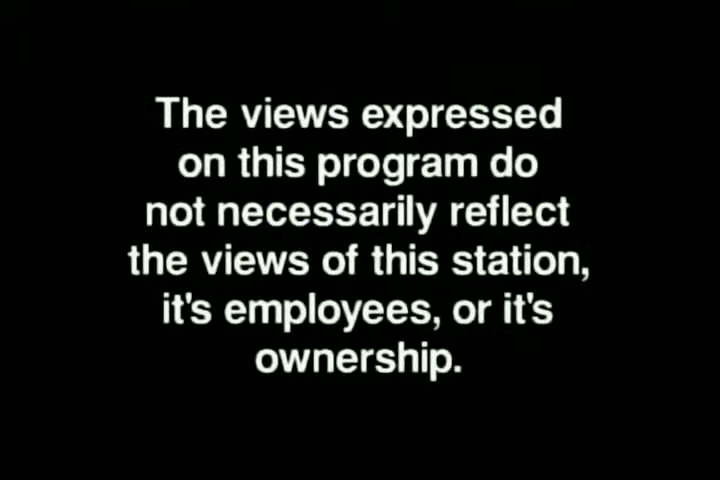 The views expressed
on this program do
not necessarily reflect
the views of this station,
it's employees, or it's
ownership.